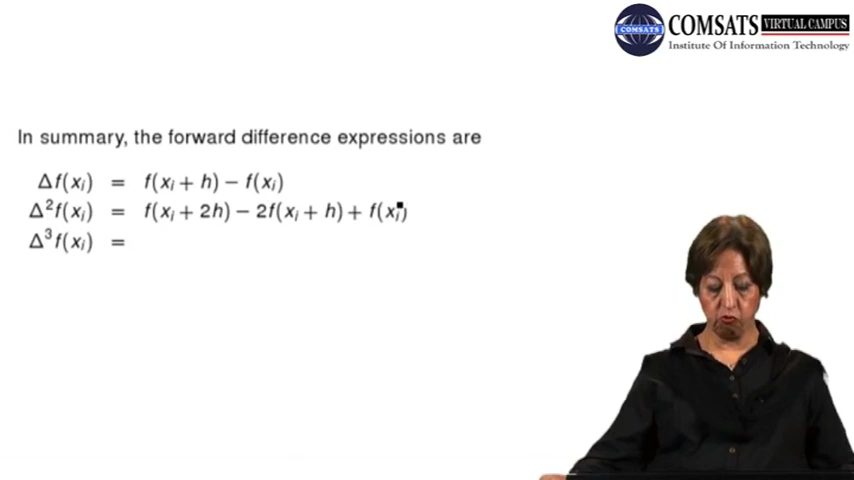 COMSATS VIRTUAL CAMPUS
COMSATS
Institute Of Information Technology
In summary, the forward difference expressions are
Δf(xᵢ) = f(xᵢ + h) − f(xᵢ)
Δ²f(xᵢ) = f(xᵢ + 2h) − 2f(xᵢ + h) + f(xᵢ)
Δ³f(xᵢ) =